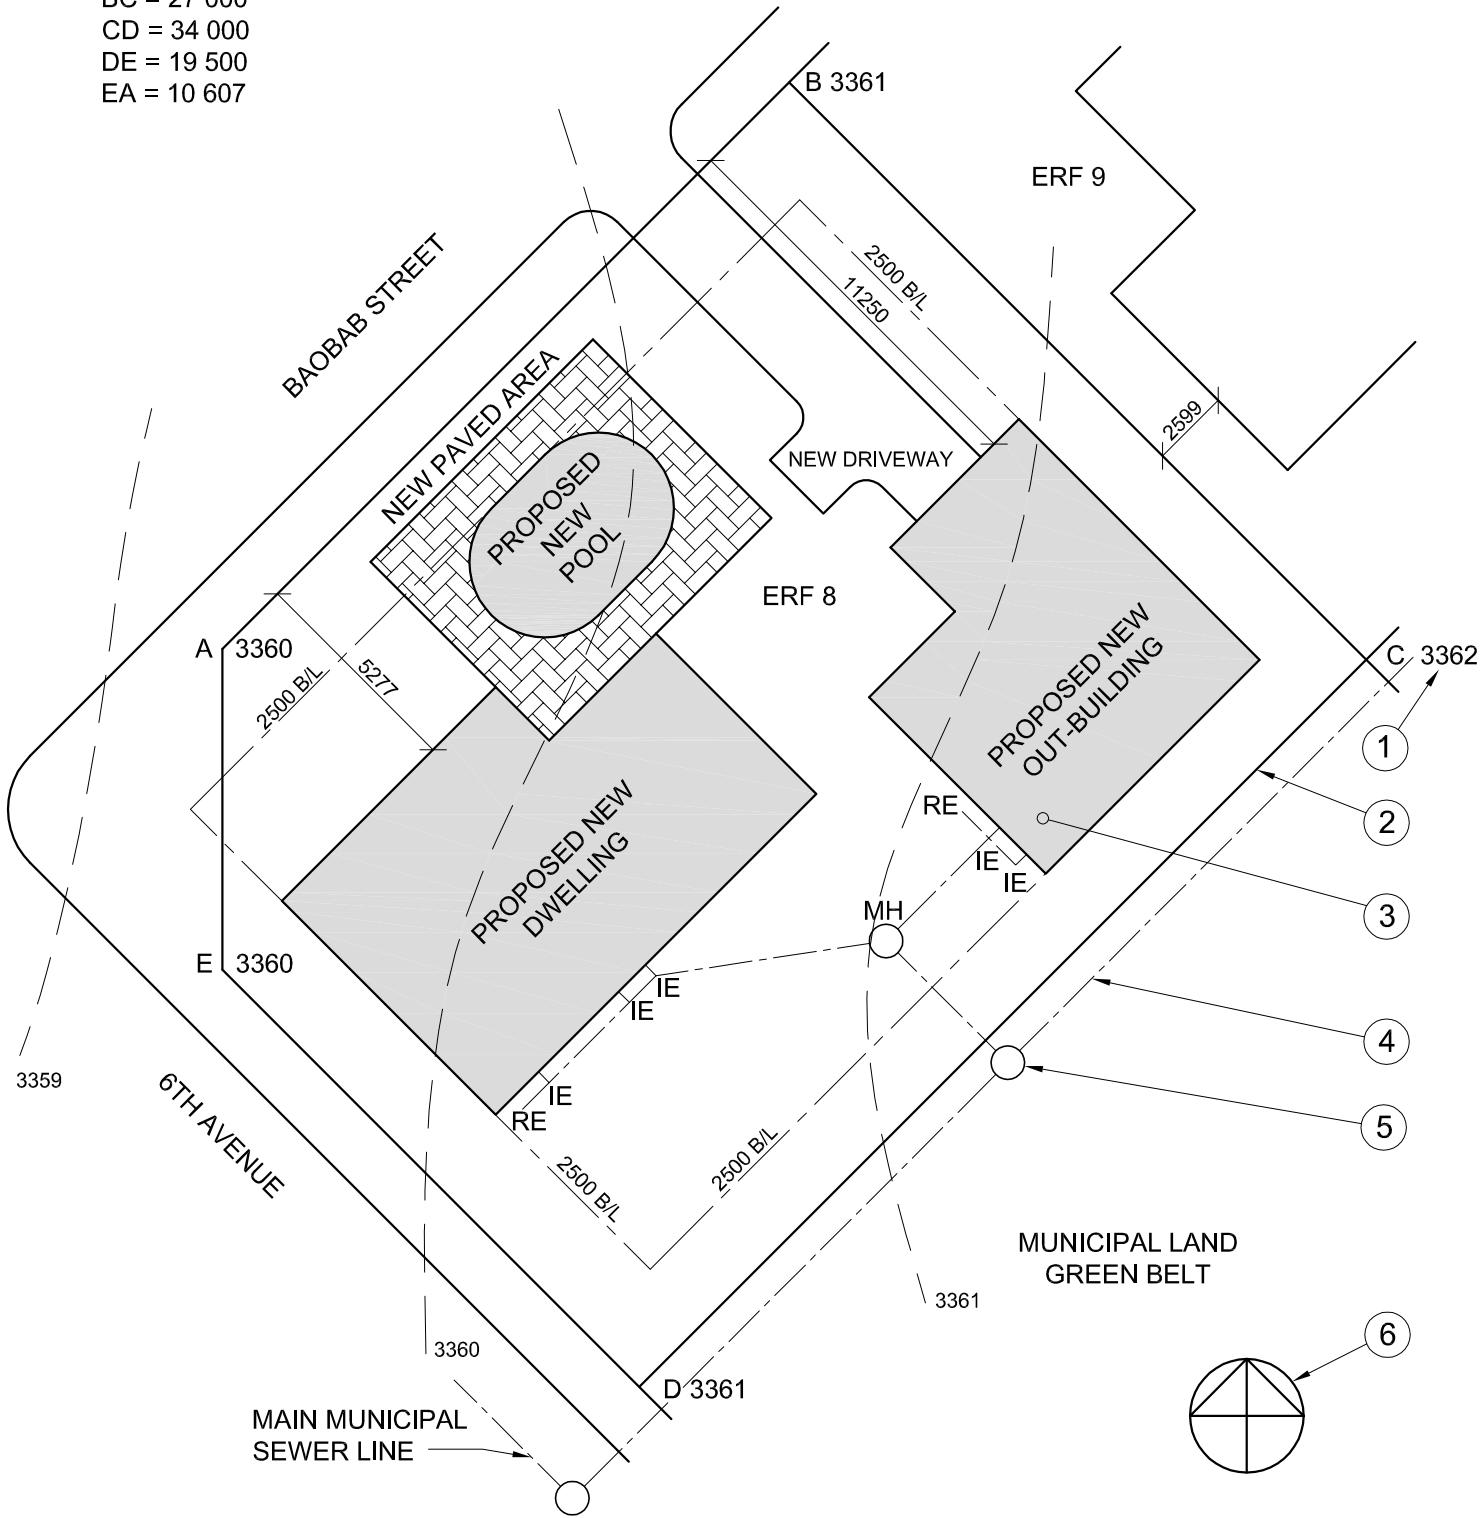 BC = 27 000
CD = 34 000
DE = 19 500
EA = 10 607
B 3361
ERF 9
BAOBAB STREET
2500 B/L
11250
NEW PAVED AREA
2599
NEW DRIVEWAY
PROPOSED
NEW
POOL
ERF 8
A 3360
2500 B/L
5277
PROPOSED NEW
OUT-BUILDING
C 3362
1
2
RE
IE
IE
PROPOSED NEW
DWELLING
MH
3
E 3360
IE
IE
4
3359
6TH AVENUE
IE
RE
5
2500 B/L
2500 B/L
MUNICIPAL LAND
GREEN BELT
3361
3360
6
D 3361
MAIN MUNICIPAL
SEWER LINE